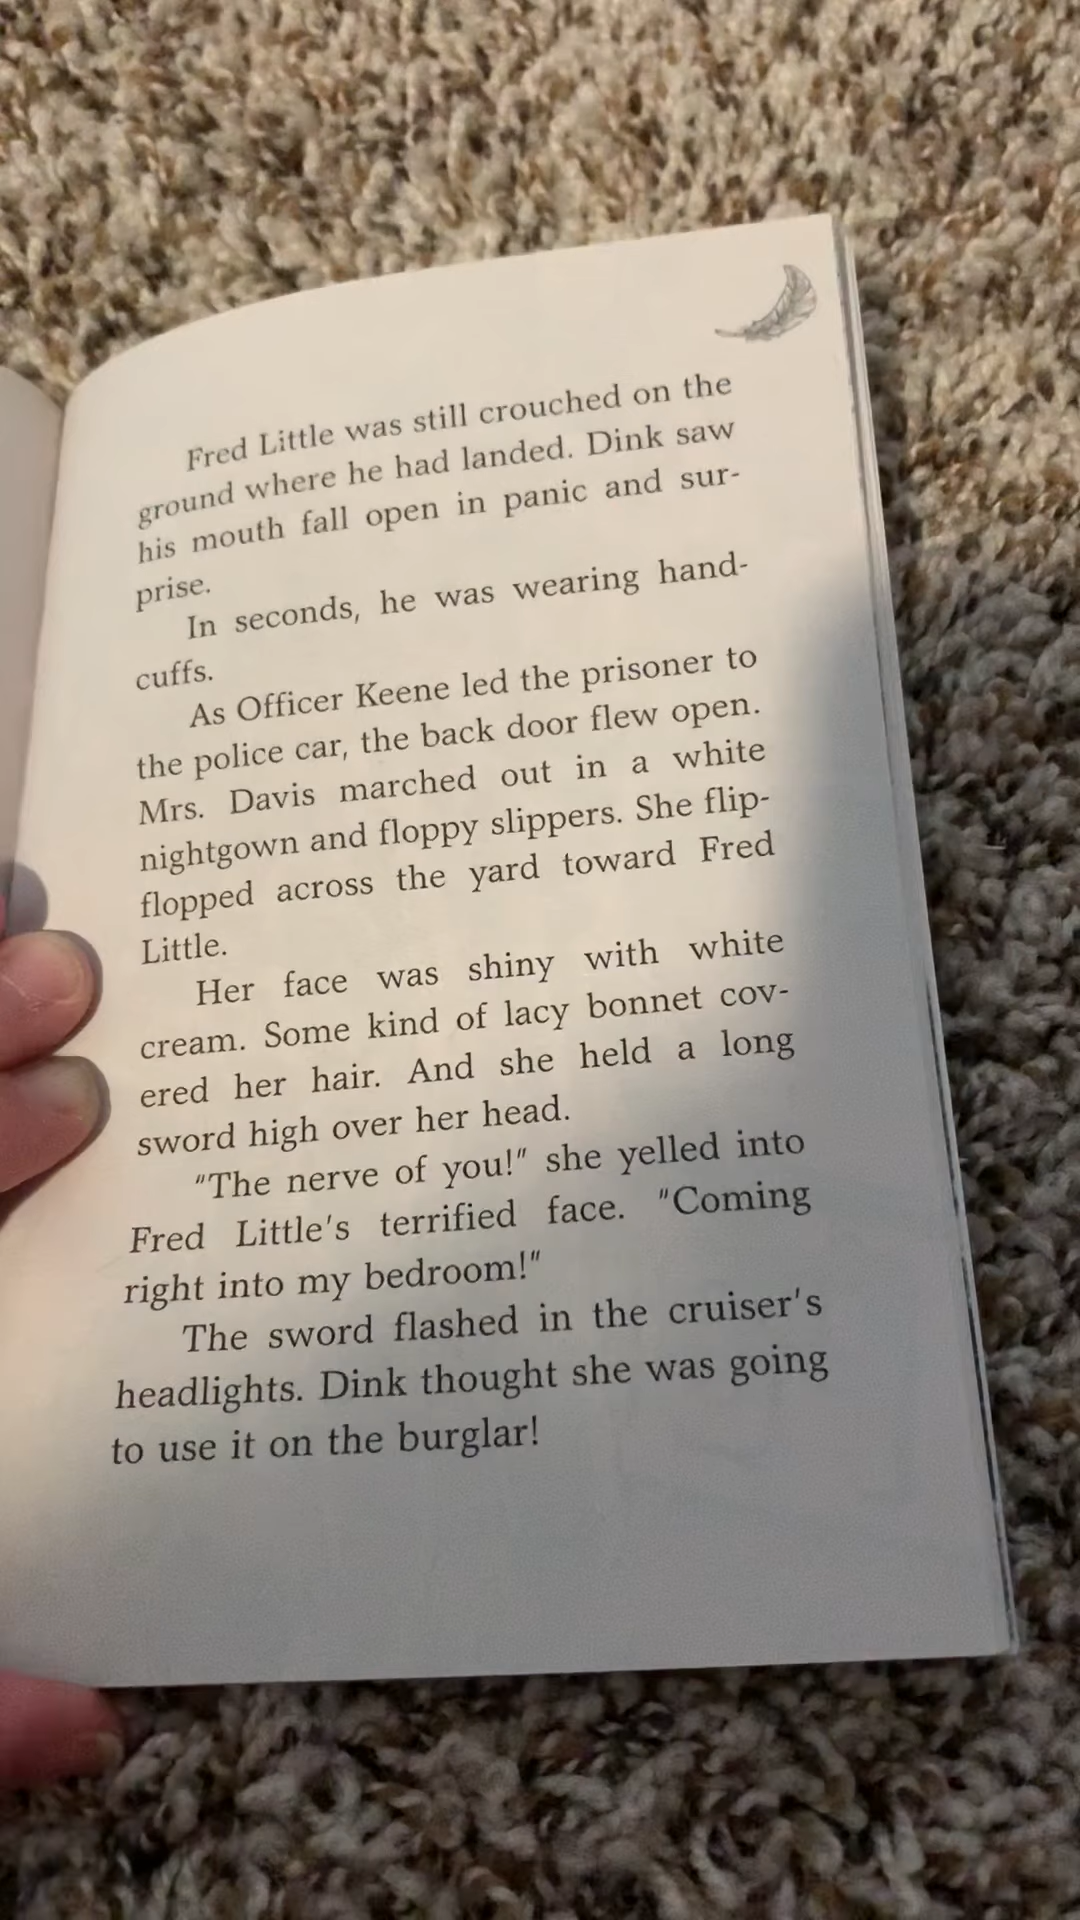 Fred Little was still crouched on the
ground where he had landed. Dink saw
his mouth fall open in panic and sur-
prise.
In seconds, he was wearing hand-
cuffs.
As Officer Keene led the prisoner to
the police car, the back door flew open.
Mrs. Davis marched out in a white
nightgown and floppy slippers. She flip-
flopped across the yard toward Fred
Little.
Her face was shiny with white
cream. Some kind of lacy bonnet cov-
ered her hair. And she held a long
sword high over her head.
"The nerve of you!" she yelled into
Fred Little's terrified face. "Coming
right into my bedroom!"
The sword flashed in the cruiser's
headlights. Dink thought she was going
to use it on the burglar!